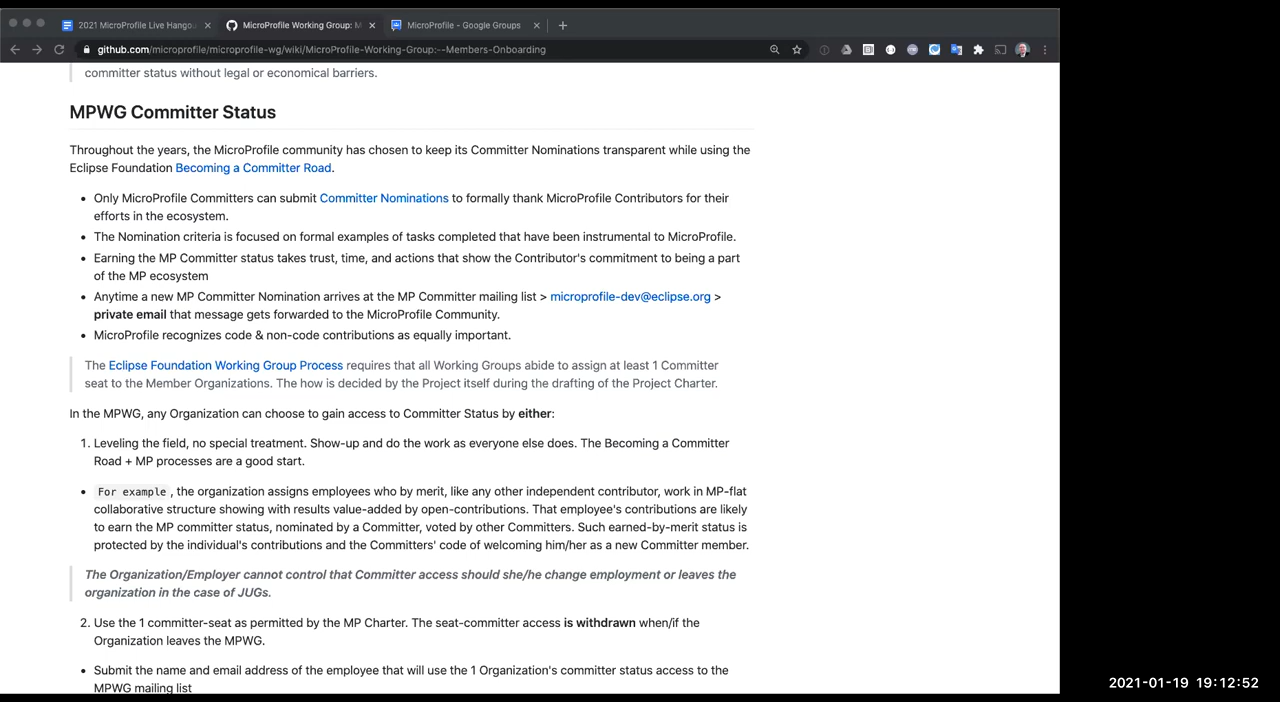 2021 MicroProfile Live Hangou
MicroProfile Working Group: M
MicroProfile - Google Groups
github.com/microprofile/microprofile-wg/wiki/MicroProfile-Working-Group:--Members-Onboarding
committer status without legal or economical barriers.
MPWG Committer Status
Throughout the years, the MicroProfile community has chosen to keep its Committer Nominations transparent while using the
Eclipse Foundation Becoming a Committer Road.
• Only MicroProfile Committers can submit Committer Nominations to formally thank MicroProfile Contributors for their
efforts in the ecosystem.
• The Nomination criteria is focused on formal examples of tasks completed that have been instrumental to MicroProfile.
• Earning the MP Committer status takes trust, time, and actions that show the Contributor's commitment to being a part
of the MP ecosystem
• Anytime a new MP Committer Nomination arrives at the MP Committer mailing list > microprofile-dev@eclipse.org >
private email that message gets forwarded to the MicroProfile Community.
• MicroProfile recognizes code & non-code contributions as equally important.
The Eclipse Foundation Working Group Process requires that all Working Groups abide to assign at least 1 Committer
seat to the Member Organizations. The how is decided by the Project itself during the drafting of the Project Charter.
In the MPWG, any Organization can choose to gain access to Committer Status by either:
1. Leveling the field, no special treatment. Show-up and do the work as everyone else does. The Becoming a Committer
Road + MP processes are a good start.
• For example , the organization assigns employees who by merit, like any other independent contributor, work in MP-flat
collaborative structure showing with results value-added by open-contributions. That employee's contributions are likely
to earn the MP committer status, nominated by a Committer, voted by other Committers. Such earned-by-merit status is
protected by the individual's contributions and the Committers' code of welcoming him/her as a new Committer member.
The Organization/Employer cannot control that Committer access should she/he change employment or leaves the
organization in the case of JUGs.
2. Use the 1 committer-seat as permitted by the MP Charter. The seat-committer access is withdrawn when/if the
Organization leaves the MPWG.
• Submit the name and email address of the employee that will use the 1 Organization's committer status access to the
MPWG mailing list
2021-01-19 19:12:52